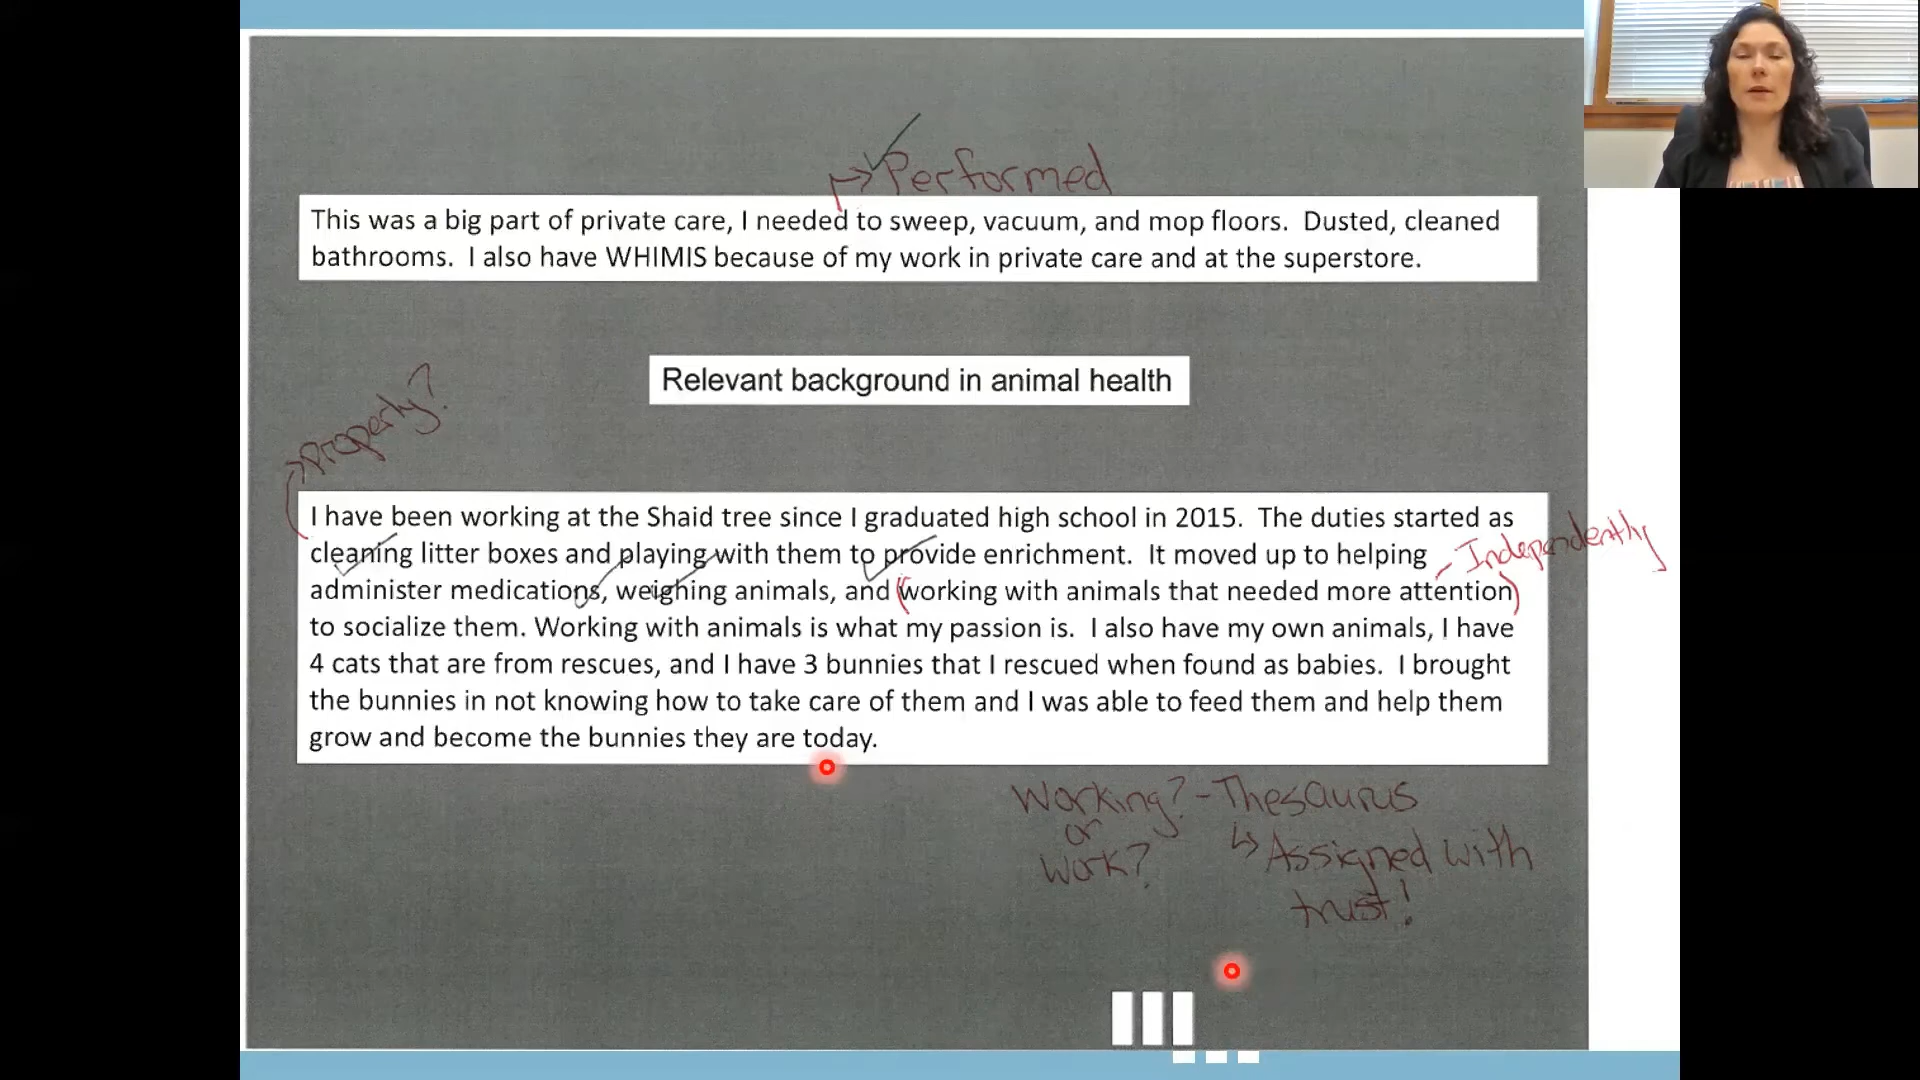 Performed
This was a big part of private care, I needed to sweep, vacuum, and mop floors.  Dusted, cleaned
bathrooms.  I also have WHIMIS because of my work in private care and at the superstore.
Relevant background in animal health
Properly?
I have been working at the Shaid tree since I graduated high school in 2015.  The duties started as
cleaning litter boxes and playing with them to provide enrichment.  It moved up to helping
- Independently
administer medications, weighing animals, and (working with animals that needed more attention)
to socialize them. Working with animals is what my passion is.  I also have my own animals, I have
4 cats that are from rescues, and I have 3 bunnies that I rescued when found as babies.  I brought
the bunnies in not knowing how to take care of them and I was able to feed them and help them
grow and become the bunnies they are today.
Working? - Thesaurus
or
Work?
↳ Assigned with
trust!